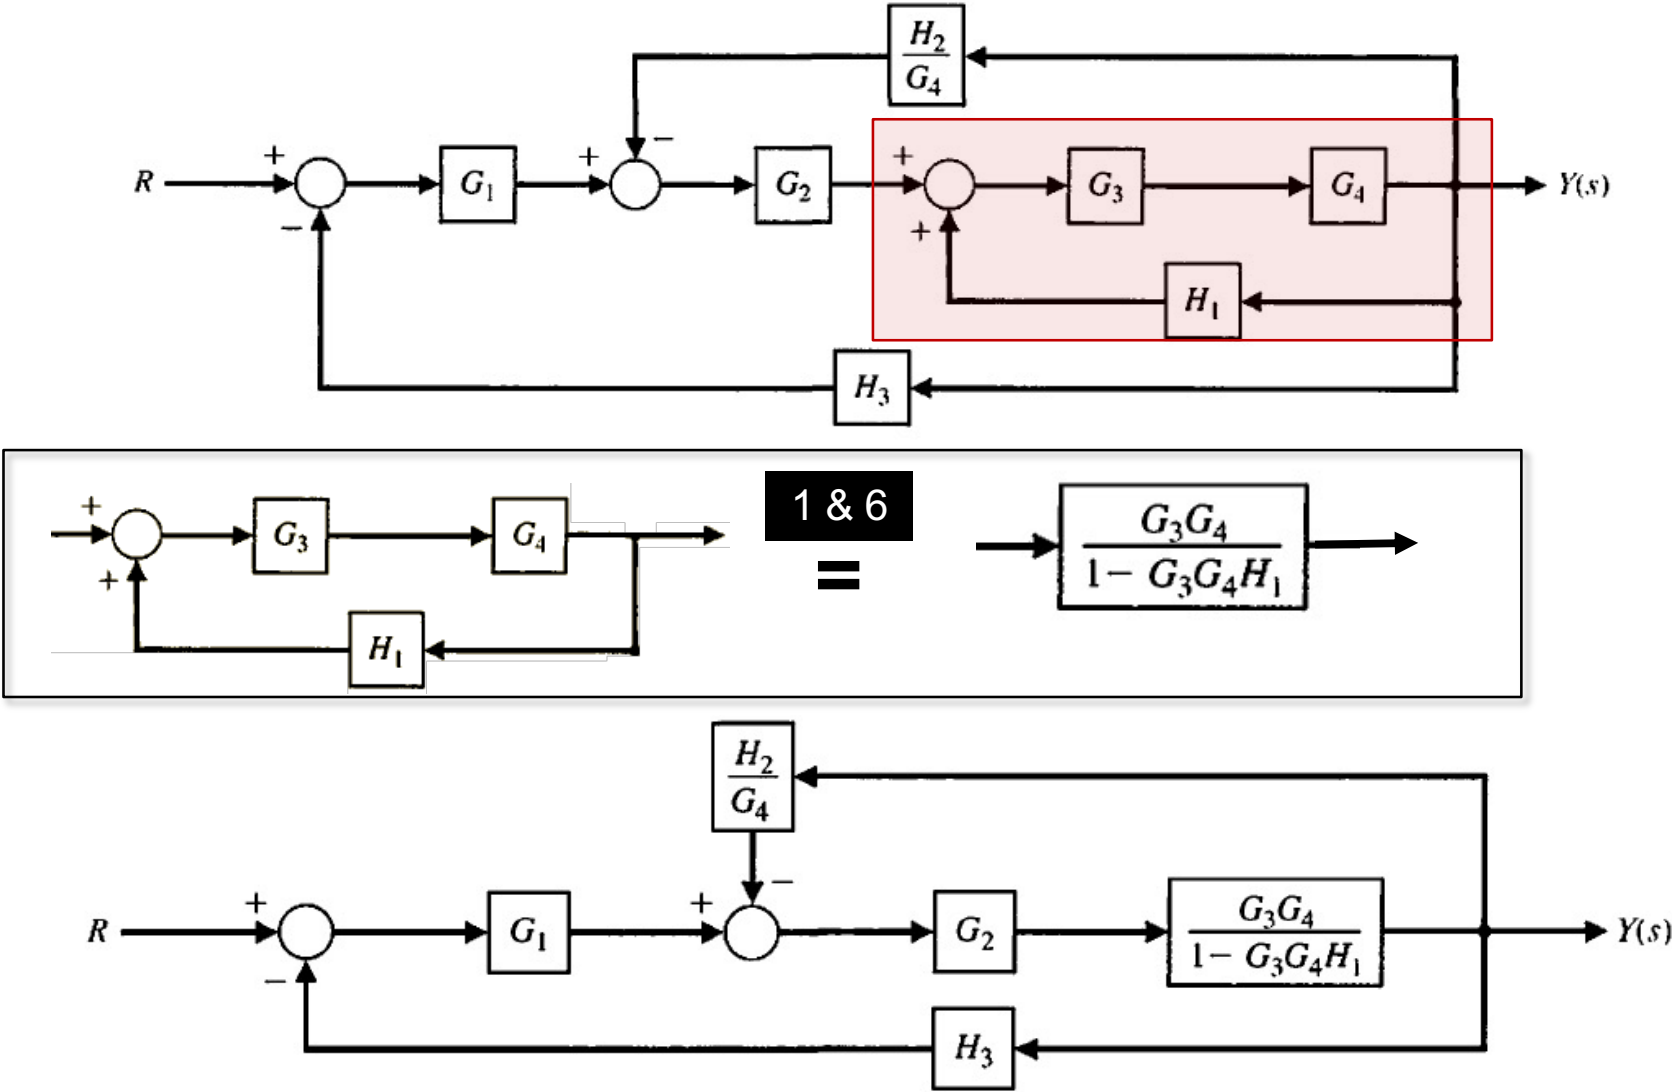 H₂
G₄
R + − G₁ + − G₂ + + G₃ G₄ Y(s)
H₁
H₃
+ + G₃ G₄
H₁
1 & 6
=
G₃G₄
1 − G₃G₄H₁
H₂
G₄
R + − G₁ + − G₂
G₃G₄
1 − G₃G₄H₁
Y(s)
H₃